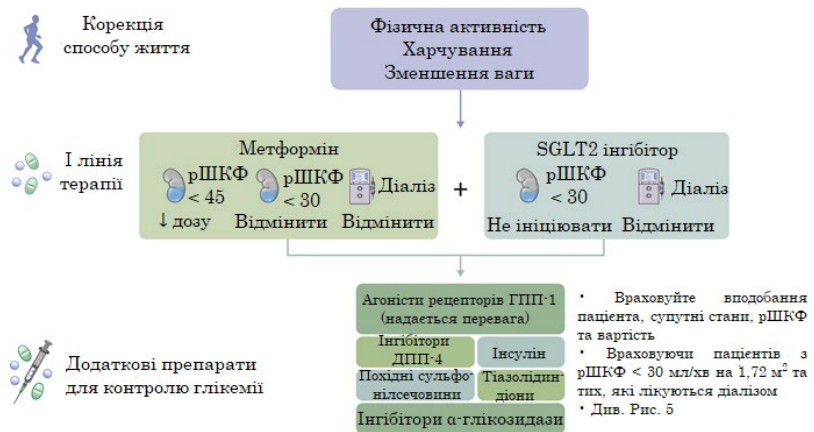 Корекція
способу життя
Фізична активність
Харчування
Зменшення ваги
І лінія
терапії
Метформін
рШКФ
< 45
↓ дозу
рШКФ
< 30
Відмінити
Діаліз
Відмінити
+
SGLT2 інгібітор
рШКФ
< 30
Не ініціювати
Діаліз
Відмінити
Додаткові препарати
для контролю глікемії
Агоністи рецепторів ГПП-1
(надається перевага)
Інгібітори
ДПП-4
Інсулін
Похідні сульфо-
нілсечовини
Тіазолідин-
діони
Інгібітори α-глікозидази
• Враховуйте вподобання
пацієнта, супутні стани, рШКФ
та вартість
• Враховуючи пацієнтів з
рШКФ < 30 мл/хв на 1,72 м² та
тих, які лікуються діалізом
• Див. Рис. 5